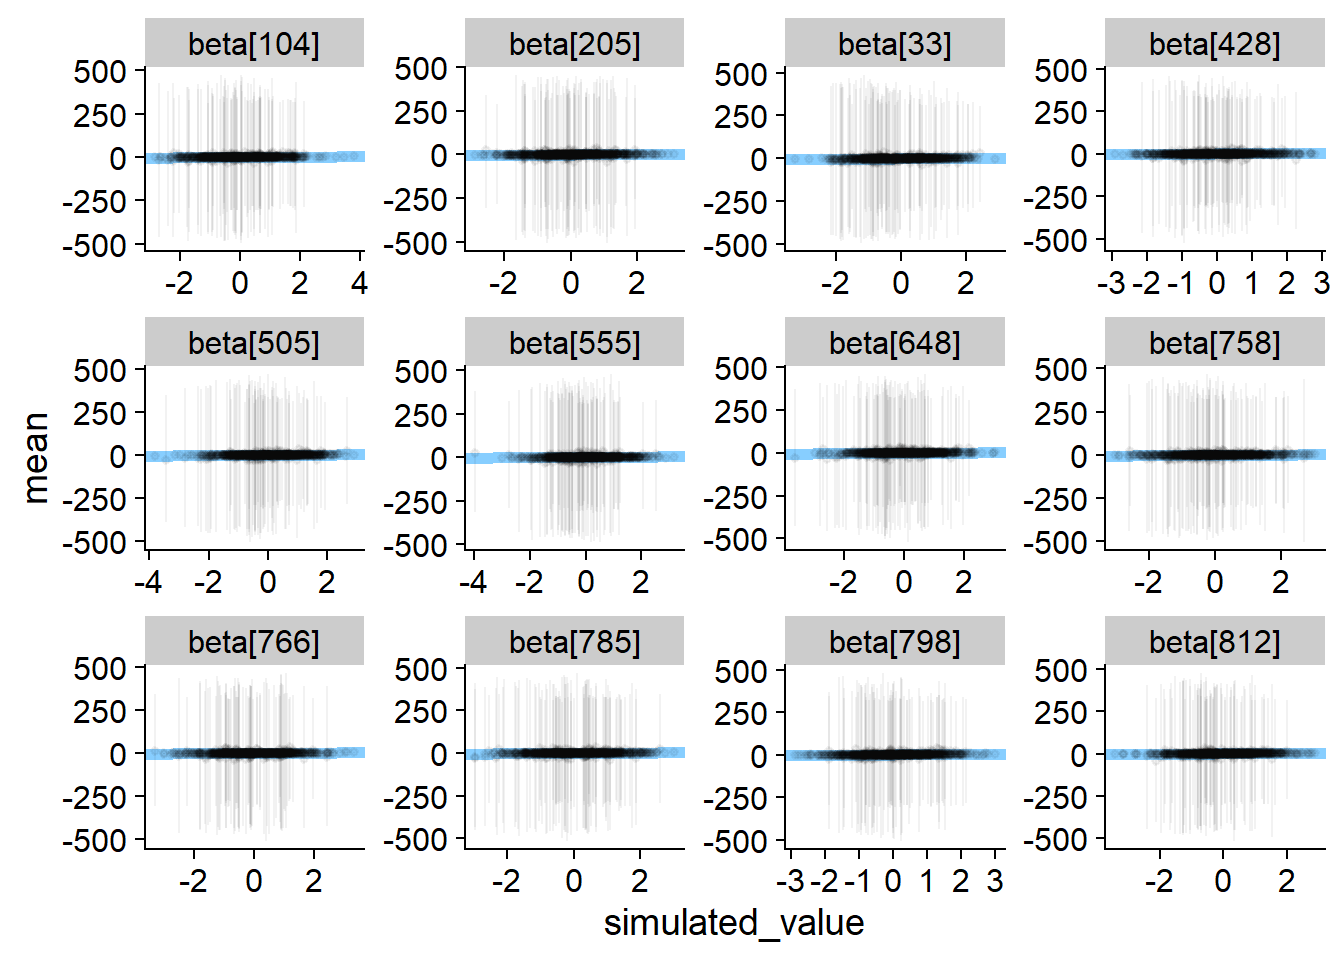 beta[104] beta[205] beta[33] beta[428]
500 500 500 500
250 250 250 250
0 0 0 0
-250 -250 -250 -250
-500 -500 -500 -500
-2 0 2 4 -2 0 2 -2 0 2 -3 -2 -1 0 1 2 3
beta[505] beta[555] beta[648] beta[758]
500 500 500 500
250 250 250 250
0 0 0 0
-250 -250 -250 -250
-500 -500 -500 -500
-4 -2 0 2 -4 -2 0 2 -2 0 2 -2 0 2
mean
beta[766] beta[785] beta[798] beta[812]
500 500 500 500
250 250 250 250
0 0 0 0
-250 -250 -250 -250
-500 -500 -500 -500
-2 0 2 -2 0 2 -3 -2 -1 0 1 2 3 -2 0 2
simulated_value